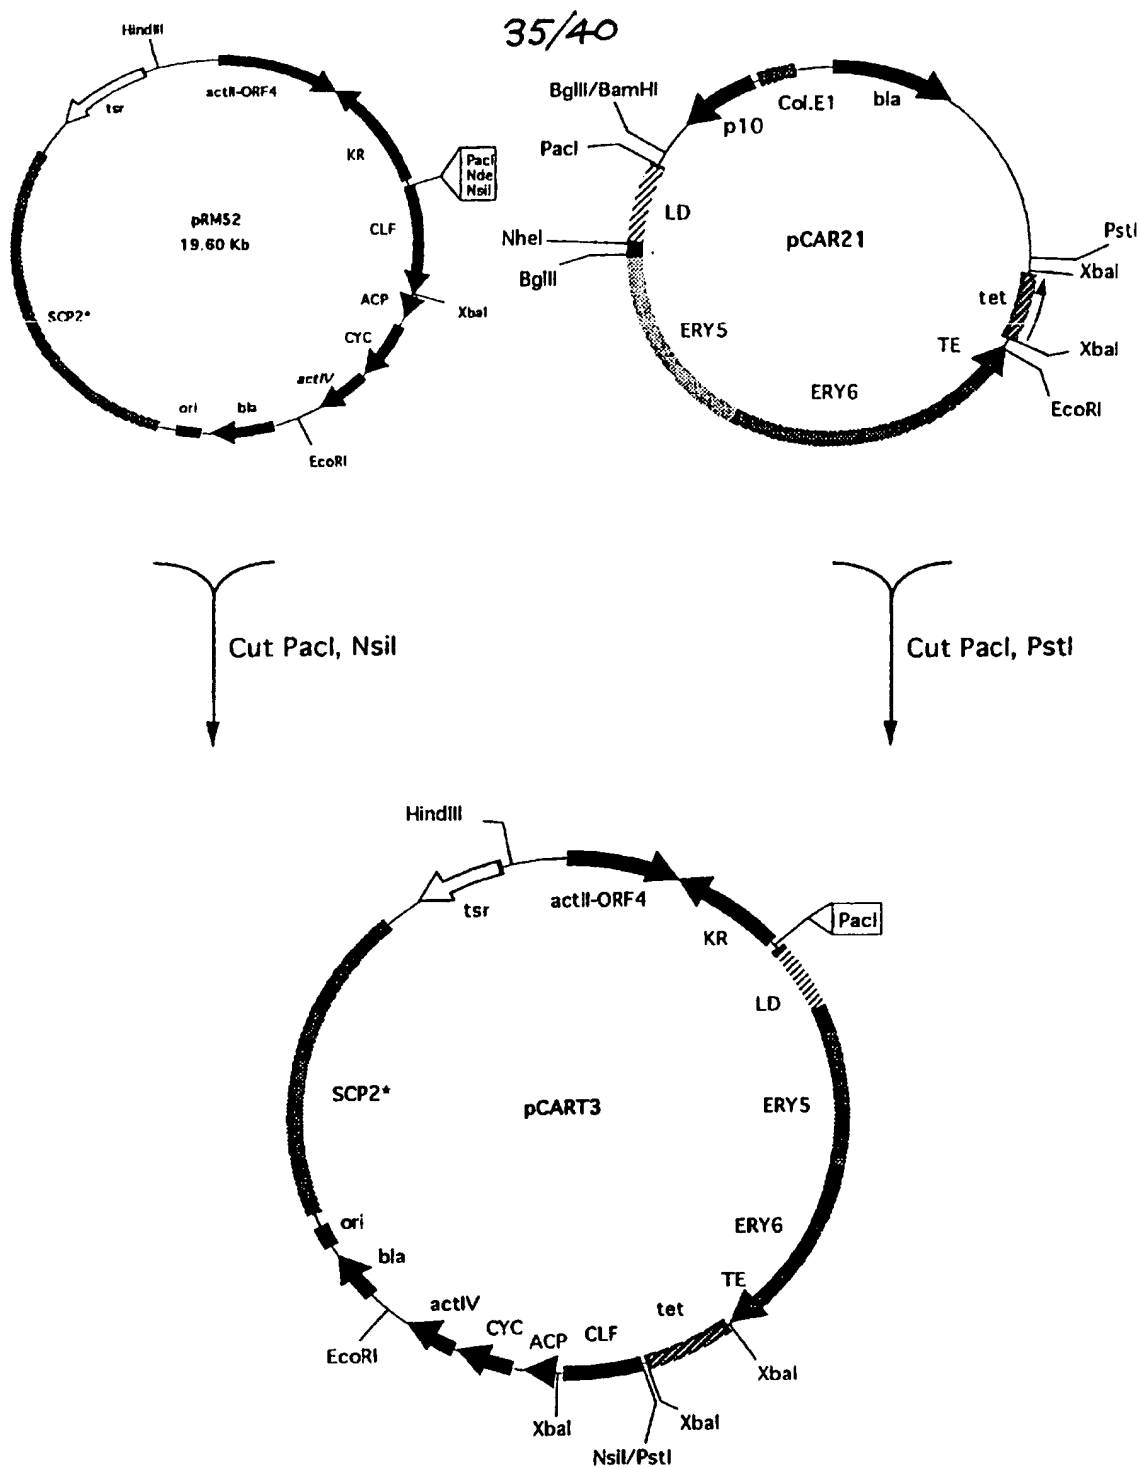 35/40
HindIII
actII-ORF4
tsr
KR
PacI
Nde
NsiI
pRM52
19.60 Kb
CLF
SCP2*
ACP
XbaI
CYC
actIV
ori
bla
EcoRI
BglII/BamHI
Col.E1
bla
p10
PacI
LD
NheI
BglII
pCAR21
PstI
XbaI
tet
ERY5
TE
XbaI
ERY6
EcoRI
Cut PacI, NsiI
Cut PacI, PstI
HindIII
tsr
actII-ORF4
KR
PacI
LD
SCP2*
pCART3
ERY5
ERY6
ori
bla
TE
tet
actIV
CYC
ACP
CLF
EcoRI
XbaI
XbaI
XbaI
NsiI/PstI